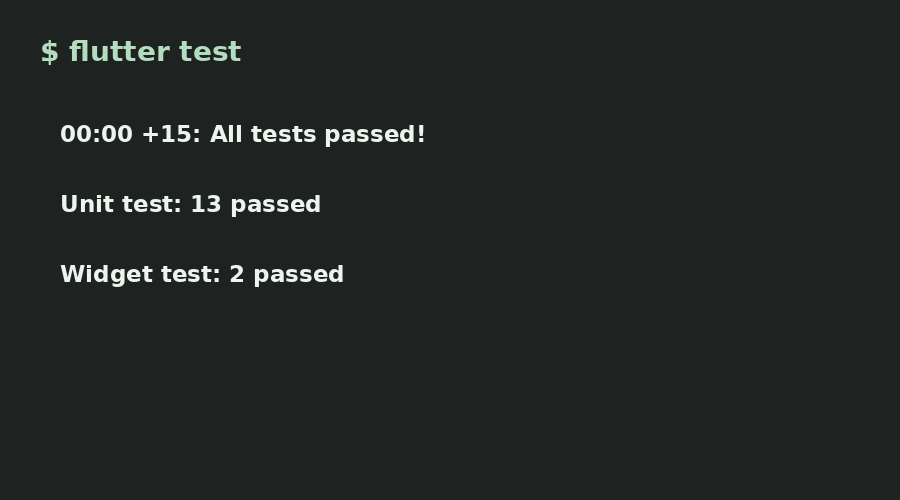 $ flutter test
00:00 +15: All tests passed!
Unit test: 13 passed
Widget test: 2 passed